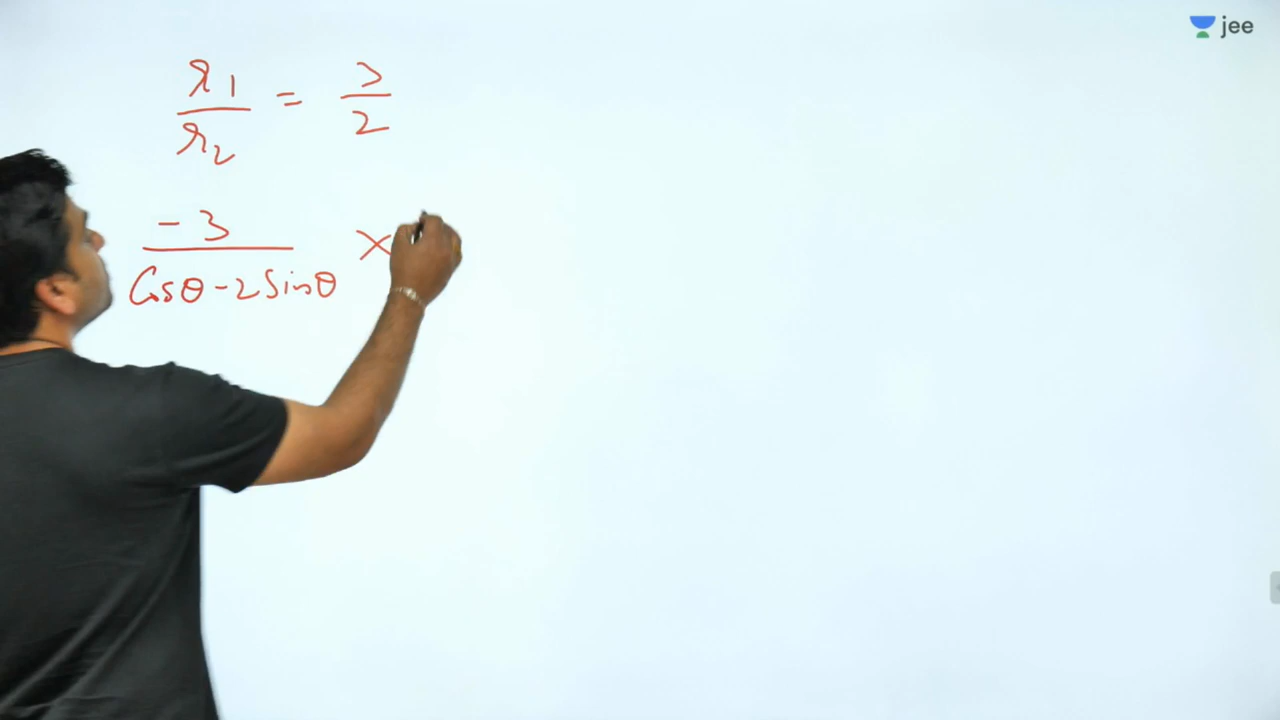 jee
r1/r2 = 3/2
-3/(Cosθ-2Sinθ) ×